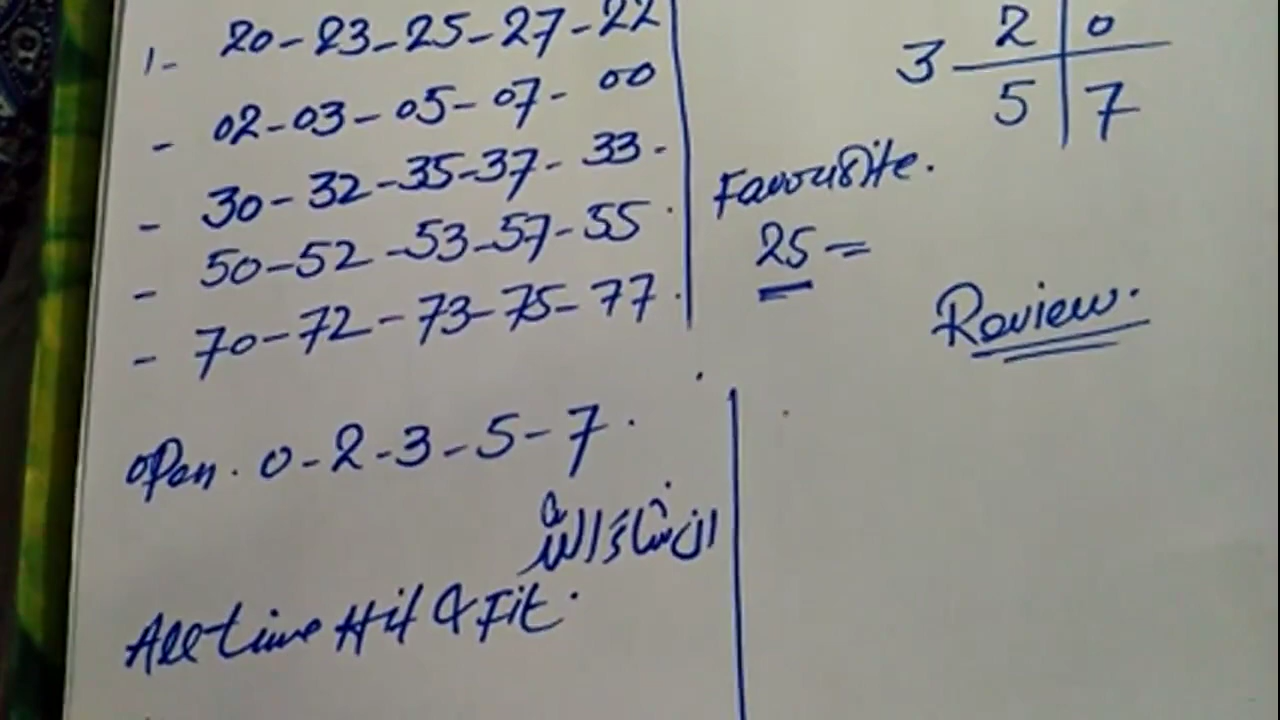 1- 20-23-25-27-22
- 02-03-05-07-00
- 30-32-35-37-33-
- 50-52-53-57-55.
- 70-72-73-75-77.
open. 0-2-3-5-7.
ان شاءَ اللہ
All time Hit & Fit.
2 0
3
5 7
Favourite.
25=
Review.